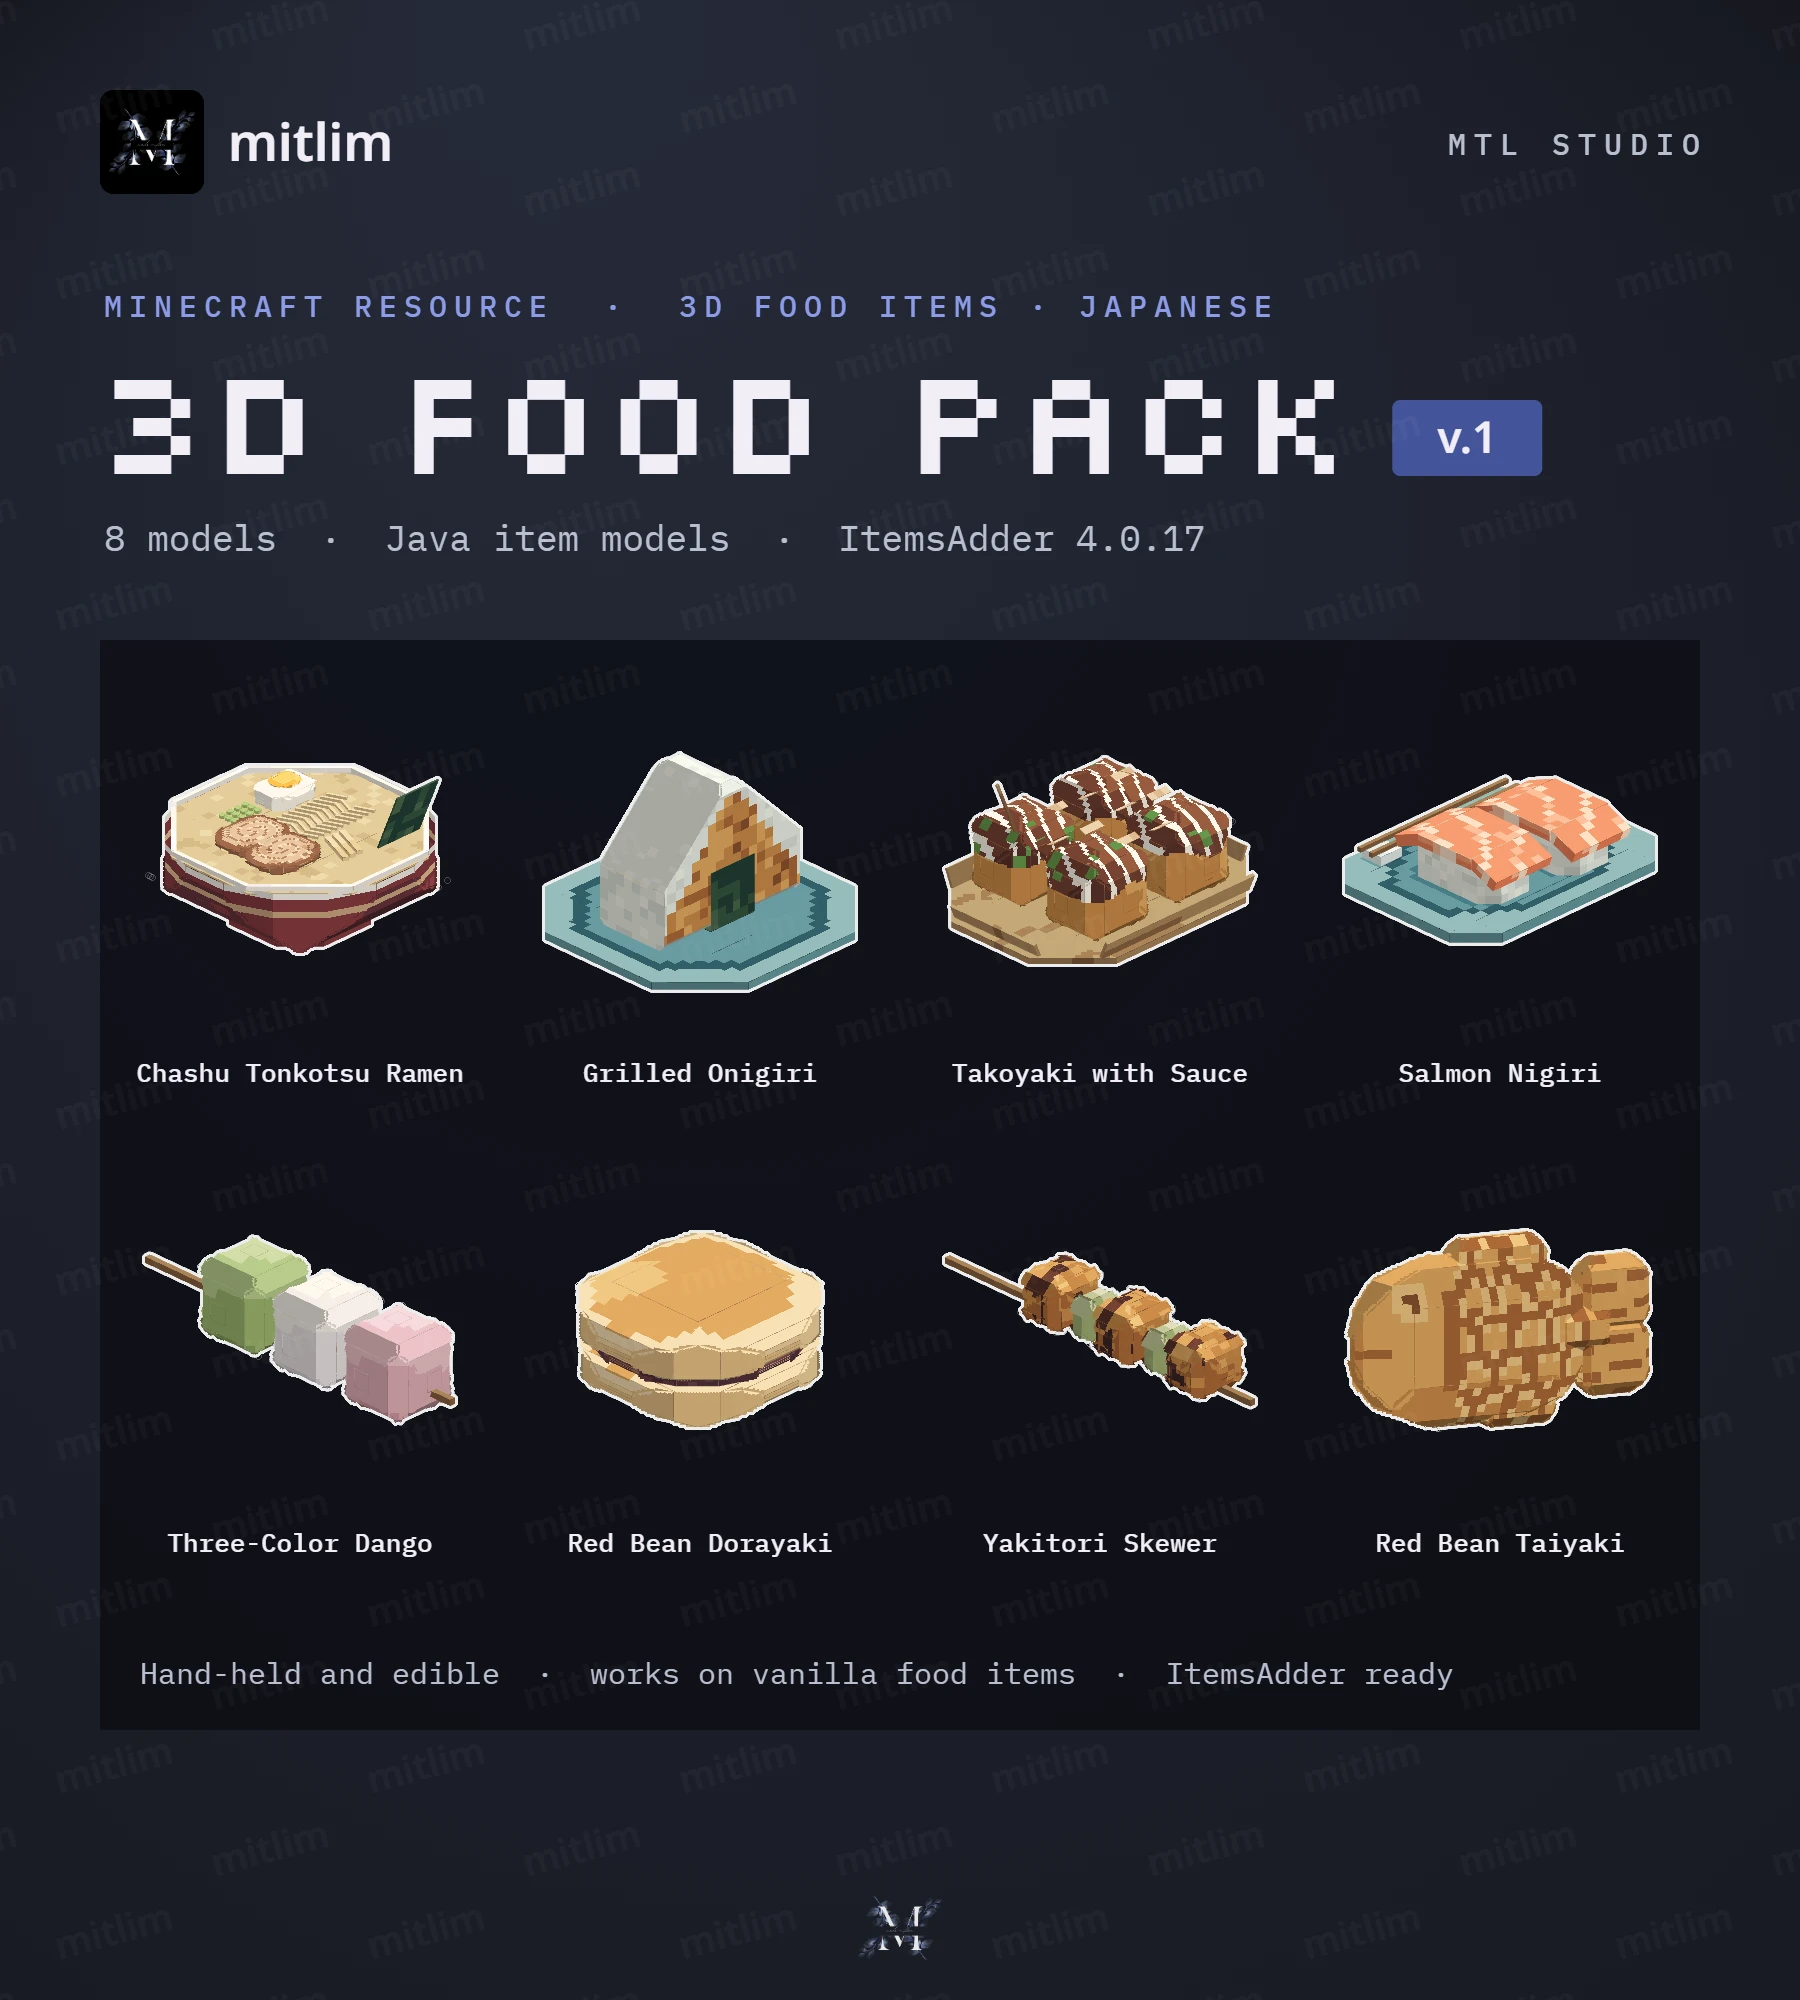 mitlim
MTL STUDIO
MINECRAFT RESOURCE · 3D FOOD ITEMS · JAPANESE
3D FOOD PACK v.1
8 models · Java item models · ItemsAdder 4.0.17
Chashu Tonkotsu Ramen
Grilled Onigiri
Takoyaki with Sauce
Salmon Nigiri
Three-Color Dango
Red Bean Dorayaki
Yakitori Skewer
Red Bean Taiyaki
Hand-held and edible · works on vanilla food items · ItemsAdder ready